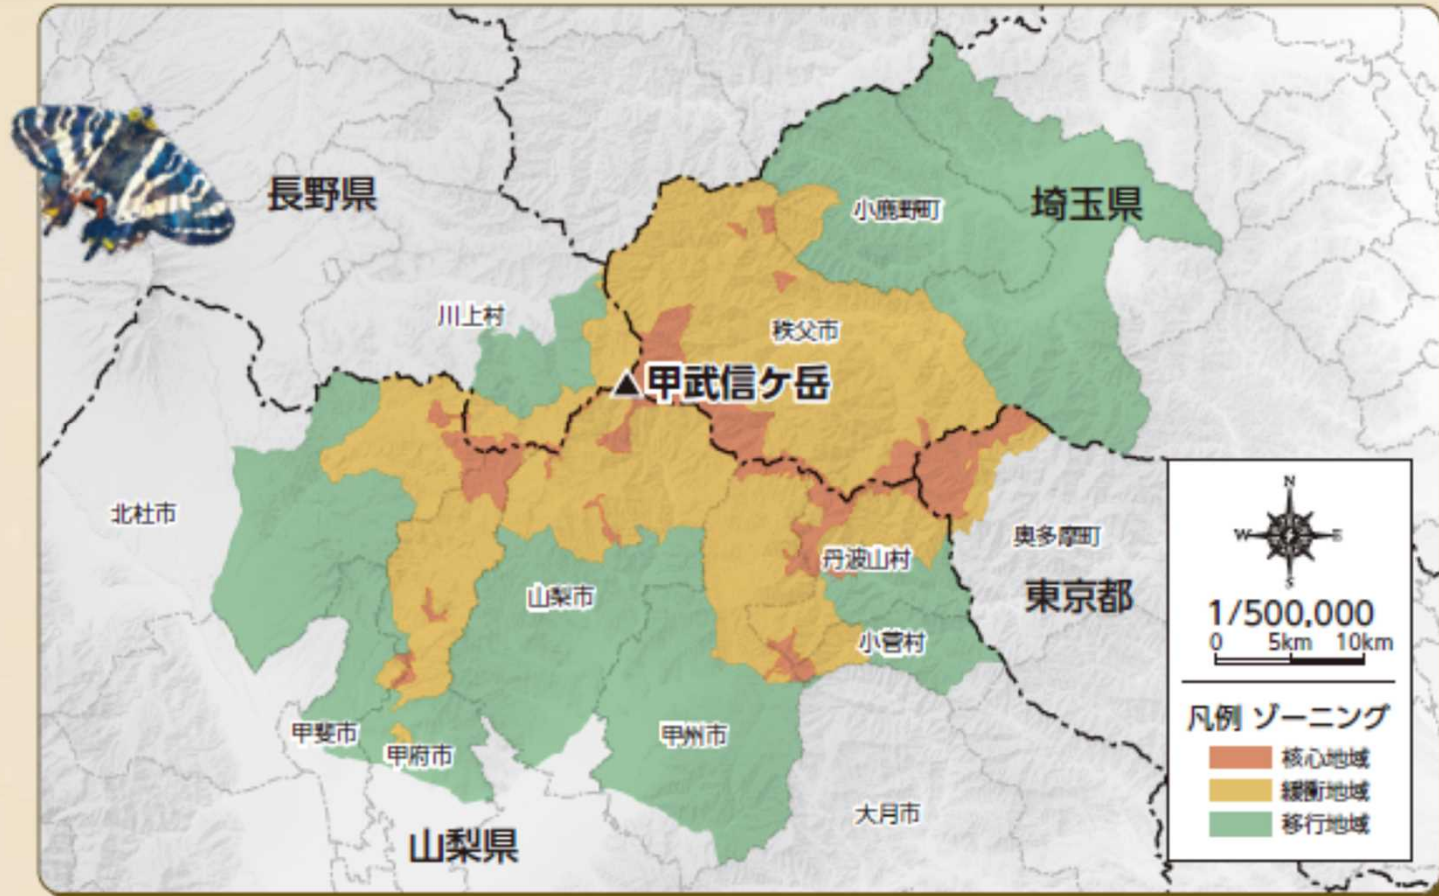 長野県
埼玉県
小鹿野町
川上村
秩父市
▲甲武信ケ岳
北杜市
奥多摩町
丹波山村
東京都
山梨市
小菅村
甲斐市
甲府市
甲州市
大月市
山梨県
N
W E
S
1/500,000
0 5km 10km
凡例 ゾーニング
核心地域
緩衝地域
移行地域